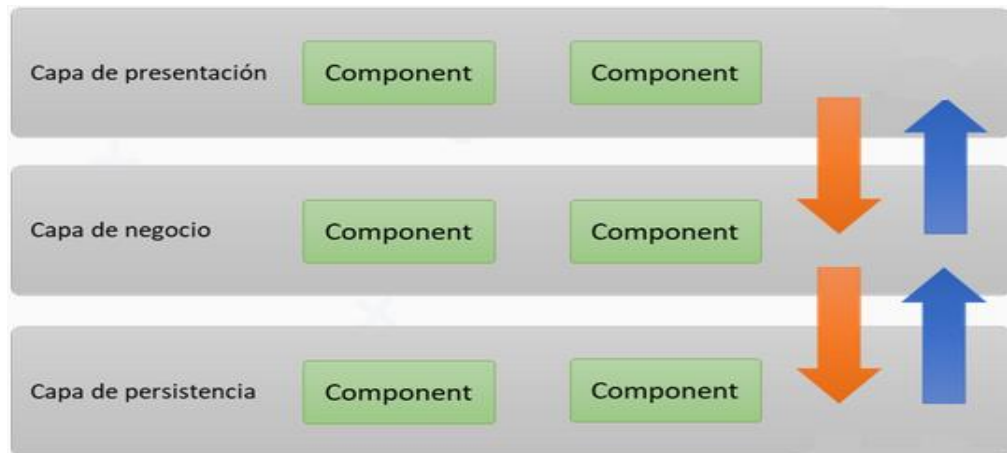 Capa de presentación Component Component
Capa de negocio Component Component
Capa de persistencia Component Component